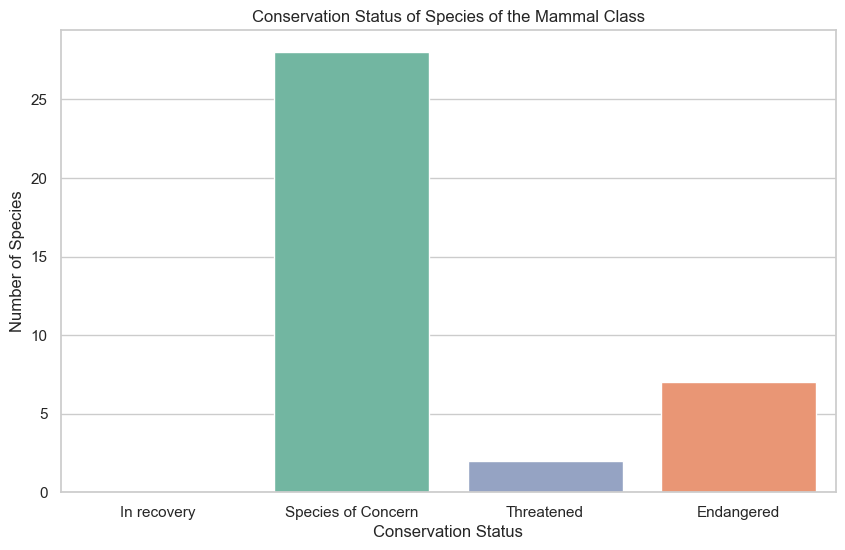 Conservation Status of Species of the Mammal Class
Number of Species
25
20
15
10
5
0
In recovery
Species of Concern
Threatened
Endangered
Conservation Status